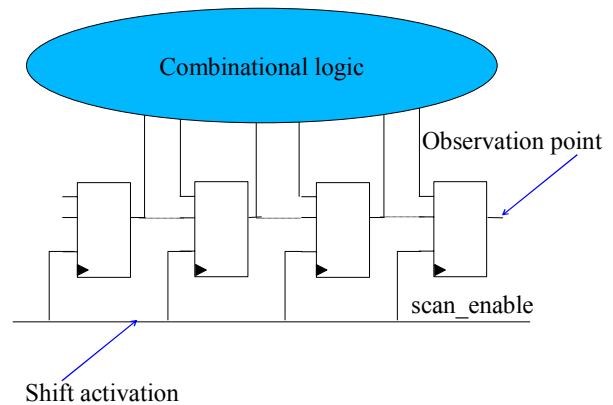 Combinational logic
Observation point
scan_enable
Shift activation